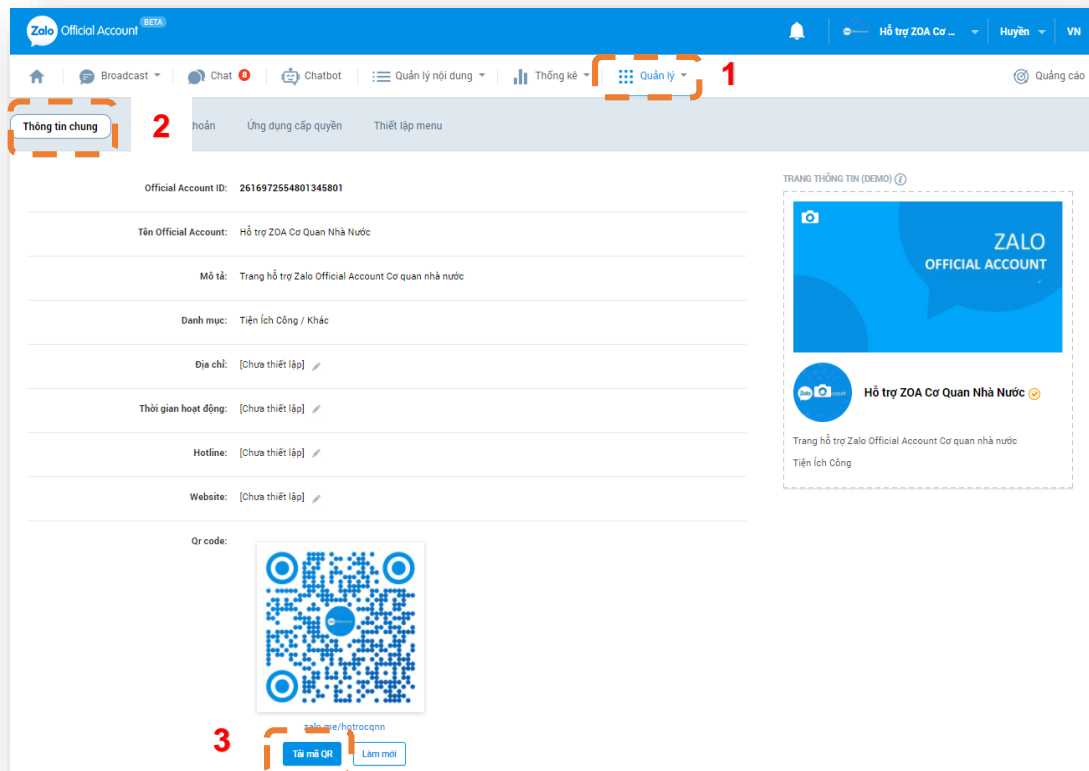 Zalo Official Account BETA
Hỗ trợ ZOA Cơ ...
Huyền
VN
Broadcast
Chat 8
Chatbot
Quản lý nội dung
Thống kê
Quản lý
1
Quảng cáo
Thông tin chung
2
hoản
Ứng dụng cấp quyền
Thiết lập menu
Official Account ID: 2616972554801345801
Tên Official Account: Hỗ trợ ZOA Cơ Quan Nhà Nước
Mô tả: Trang hỗ trợ Zalo Official Account Cơ quan nhà nước
Danh mục: Tiện Ích Công / Khác
Địa chỉ: [Chưa thiết lập]
Thời gian hoạt động: [Chưa thiết lập]
Hotline: [Chưa thiết lập]
Website: [Chưa thiết lập]
Qr code:
zalo.me/hotrocqnn
3
Tải mã QR
Làm mới
TRANG THÔNG TIN (DEMO)
ZALO
OFFICIAL ACCOUNT
Hỗ trợ ZOA Cơ Quan Nhà Nước
Trang hỗ trợ Zalo Official Account Cơ quan nhà nước
Tiện Ích Công